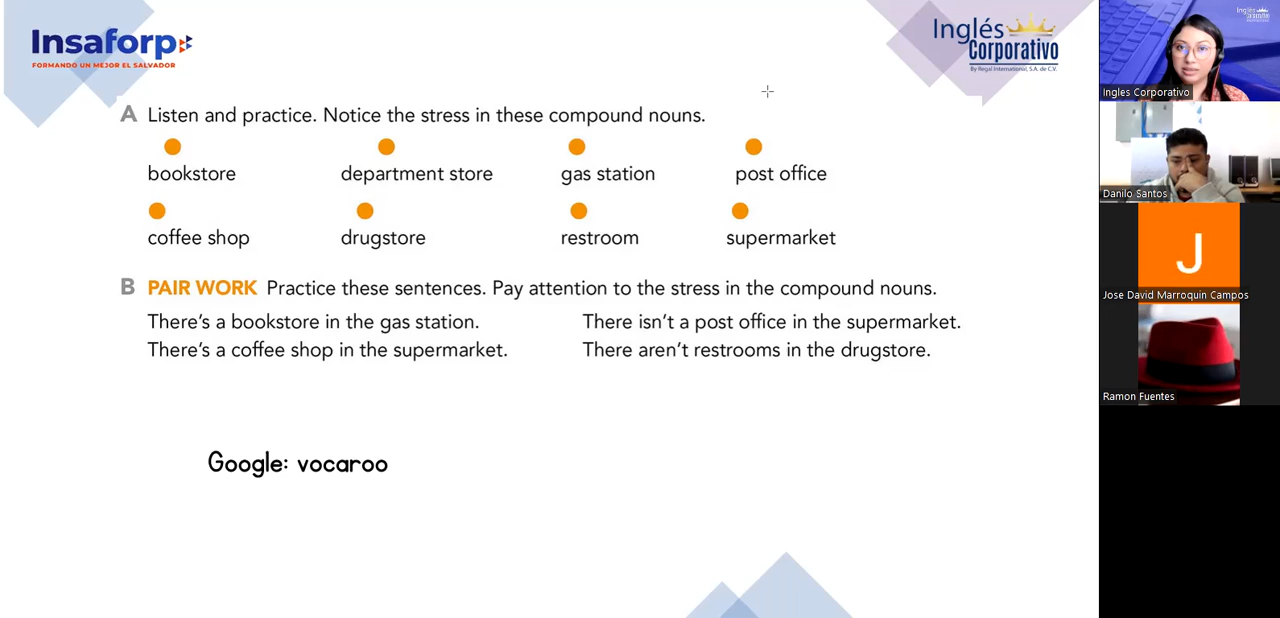 Insaforp
FORMANDO UN MEJOR EL SALVADOR
Inglés
Corporativo
By Regal International, S.A. de C.V.
A Listen and practice. Notice the stress in these compound nouns.
bookstore department store gas station post office
coffee shop drugstore restroom supermarket
B PAIR WORK Practice these sentences. Pay attention to the stress in the compound nouns.
There's a bookstore in the gas station. There isn't a post office in the supermarket.
There's a coffee shop in the supermarket. There aren't restrooms in the drugstore.
Google: vocaroo
Ingles Corporativo
Danilo Santos
J
Jose David Marroquin Campos
Ramon Fuentes